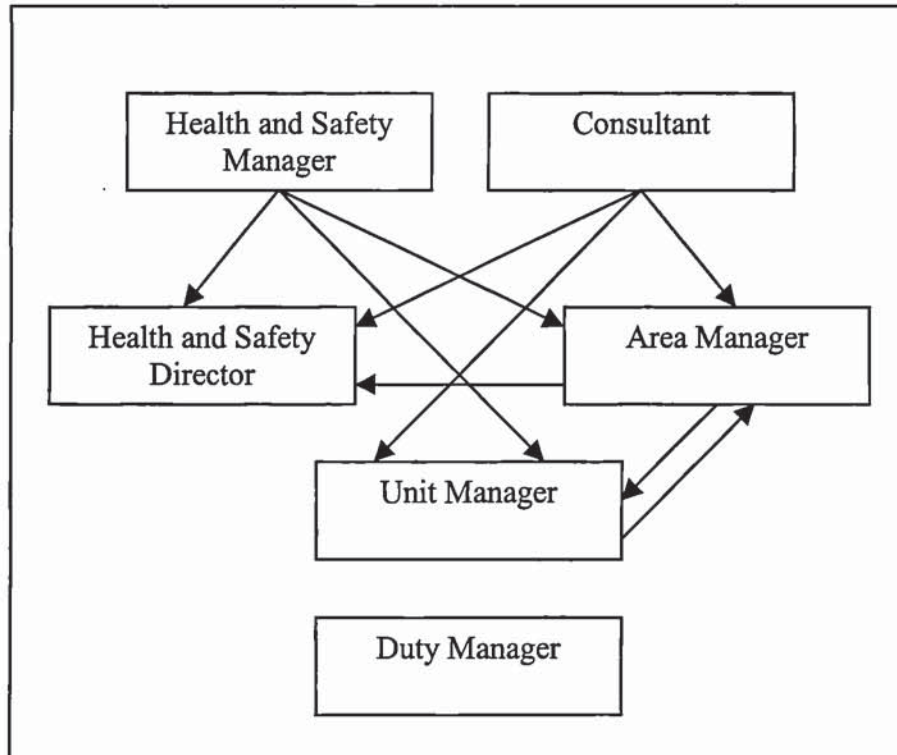 Health and Safety
Manager
Consultant
Health and Safety
Director
Area Manager
Unit Manager
Duty Manager